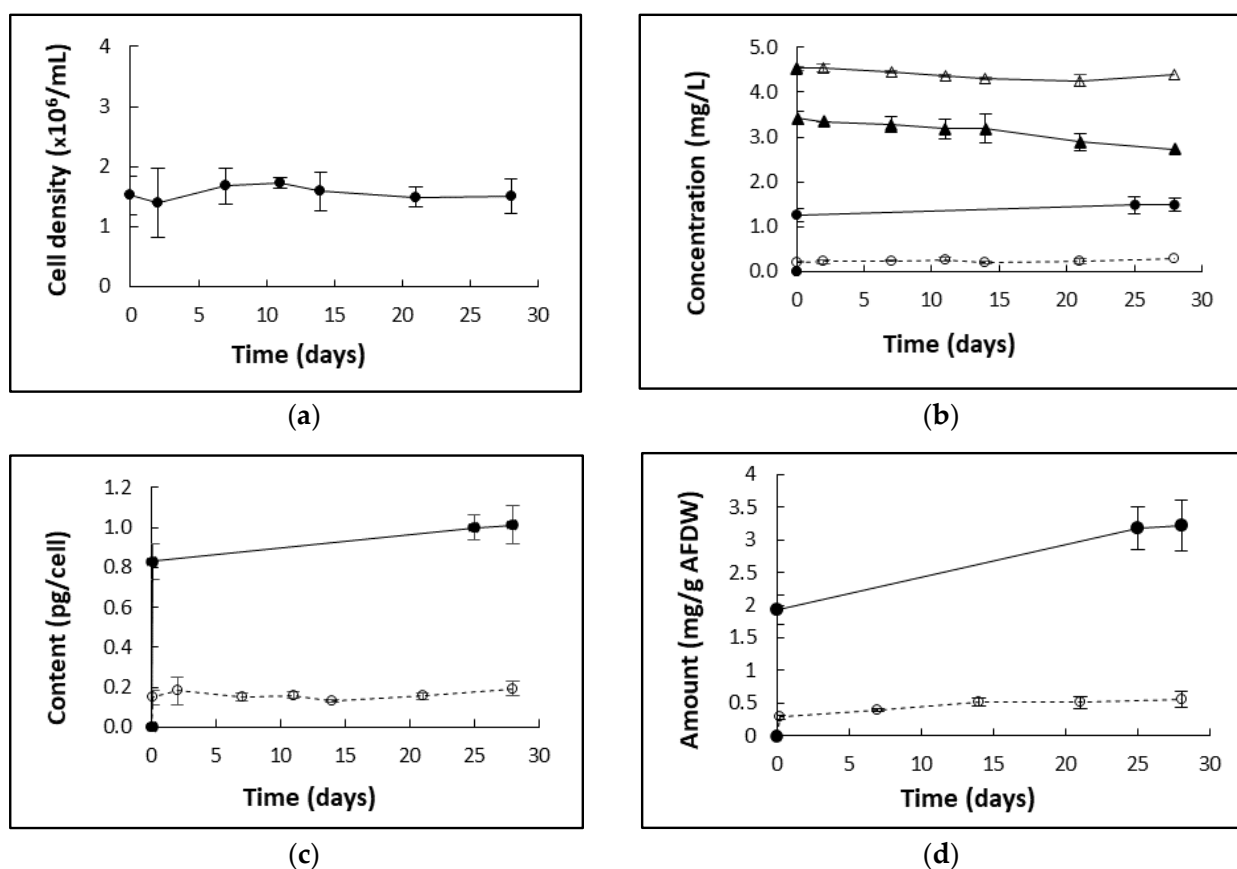 Cell density (x10⁶/mL)
4
3
2
1
0
0 5 10 15 20 25 30
Time (days)
(a)
Concentration (mg/L)
5.0
4.0
3.0
2.0
1.0
0.0
0 5 10 15 20 25 30
Time (days)
(b)
Content (pg/cell)
1.2
1.0
0.8
0.6
0.4
0.2
0.0
0 5 10 15 20 25 30
Time (days)
(c)
Amount (mg/g AFDW)
4
3.5
3
2.5
2
1.5
1
0.5
0
0 5 10 15 20 25 30
Time (days)
(d)